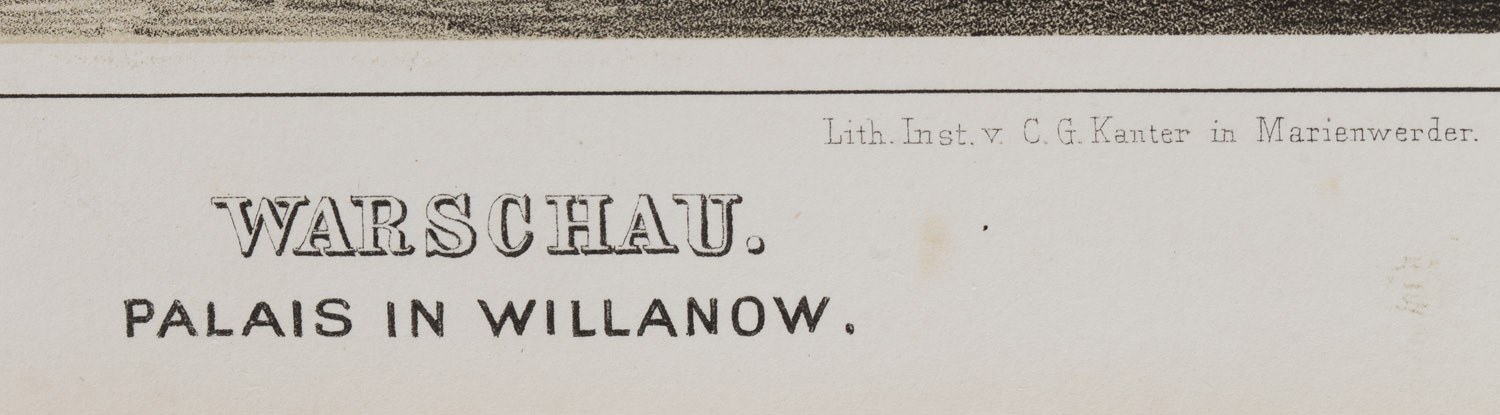 Lith. Inst. v. C. G. Kanter in Marienwerder.
WARSCHAU.
PALAIS IN WILLANOW.